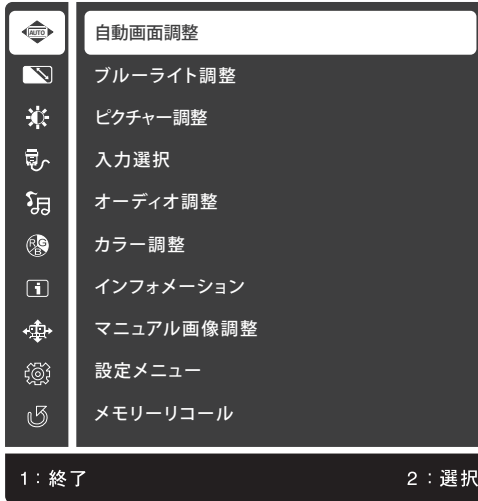 AUTO
自動画面調整
ブルーライト調整
ピクチャー調整
入力選択
オーディオ調整
RGB
カラー調整
i
インフォメーション
マニュアル画像調整
設定メニュー
メモリーリコール
1：終了
2：選択